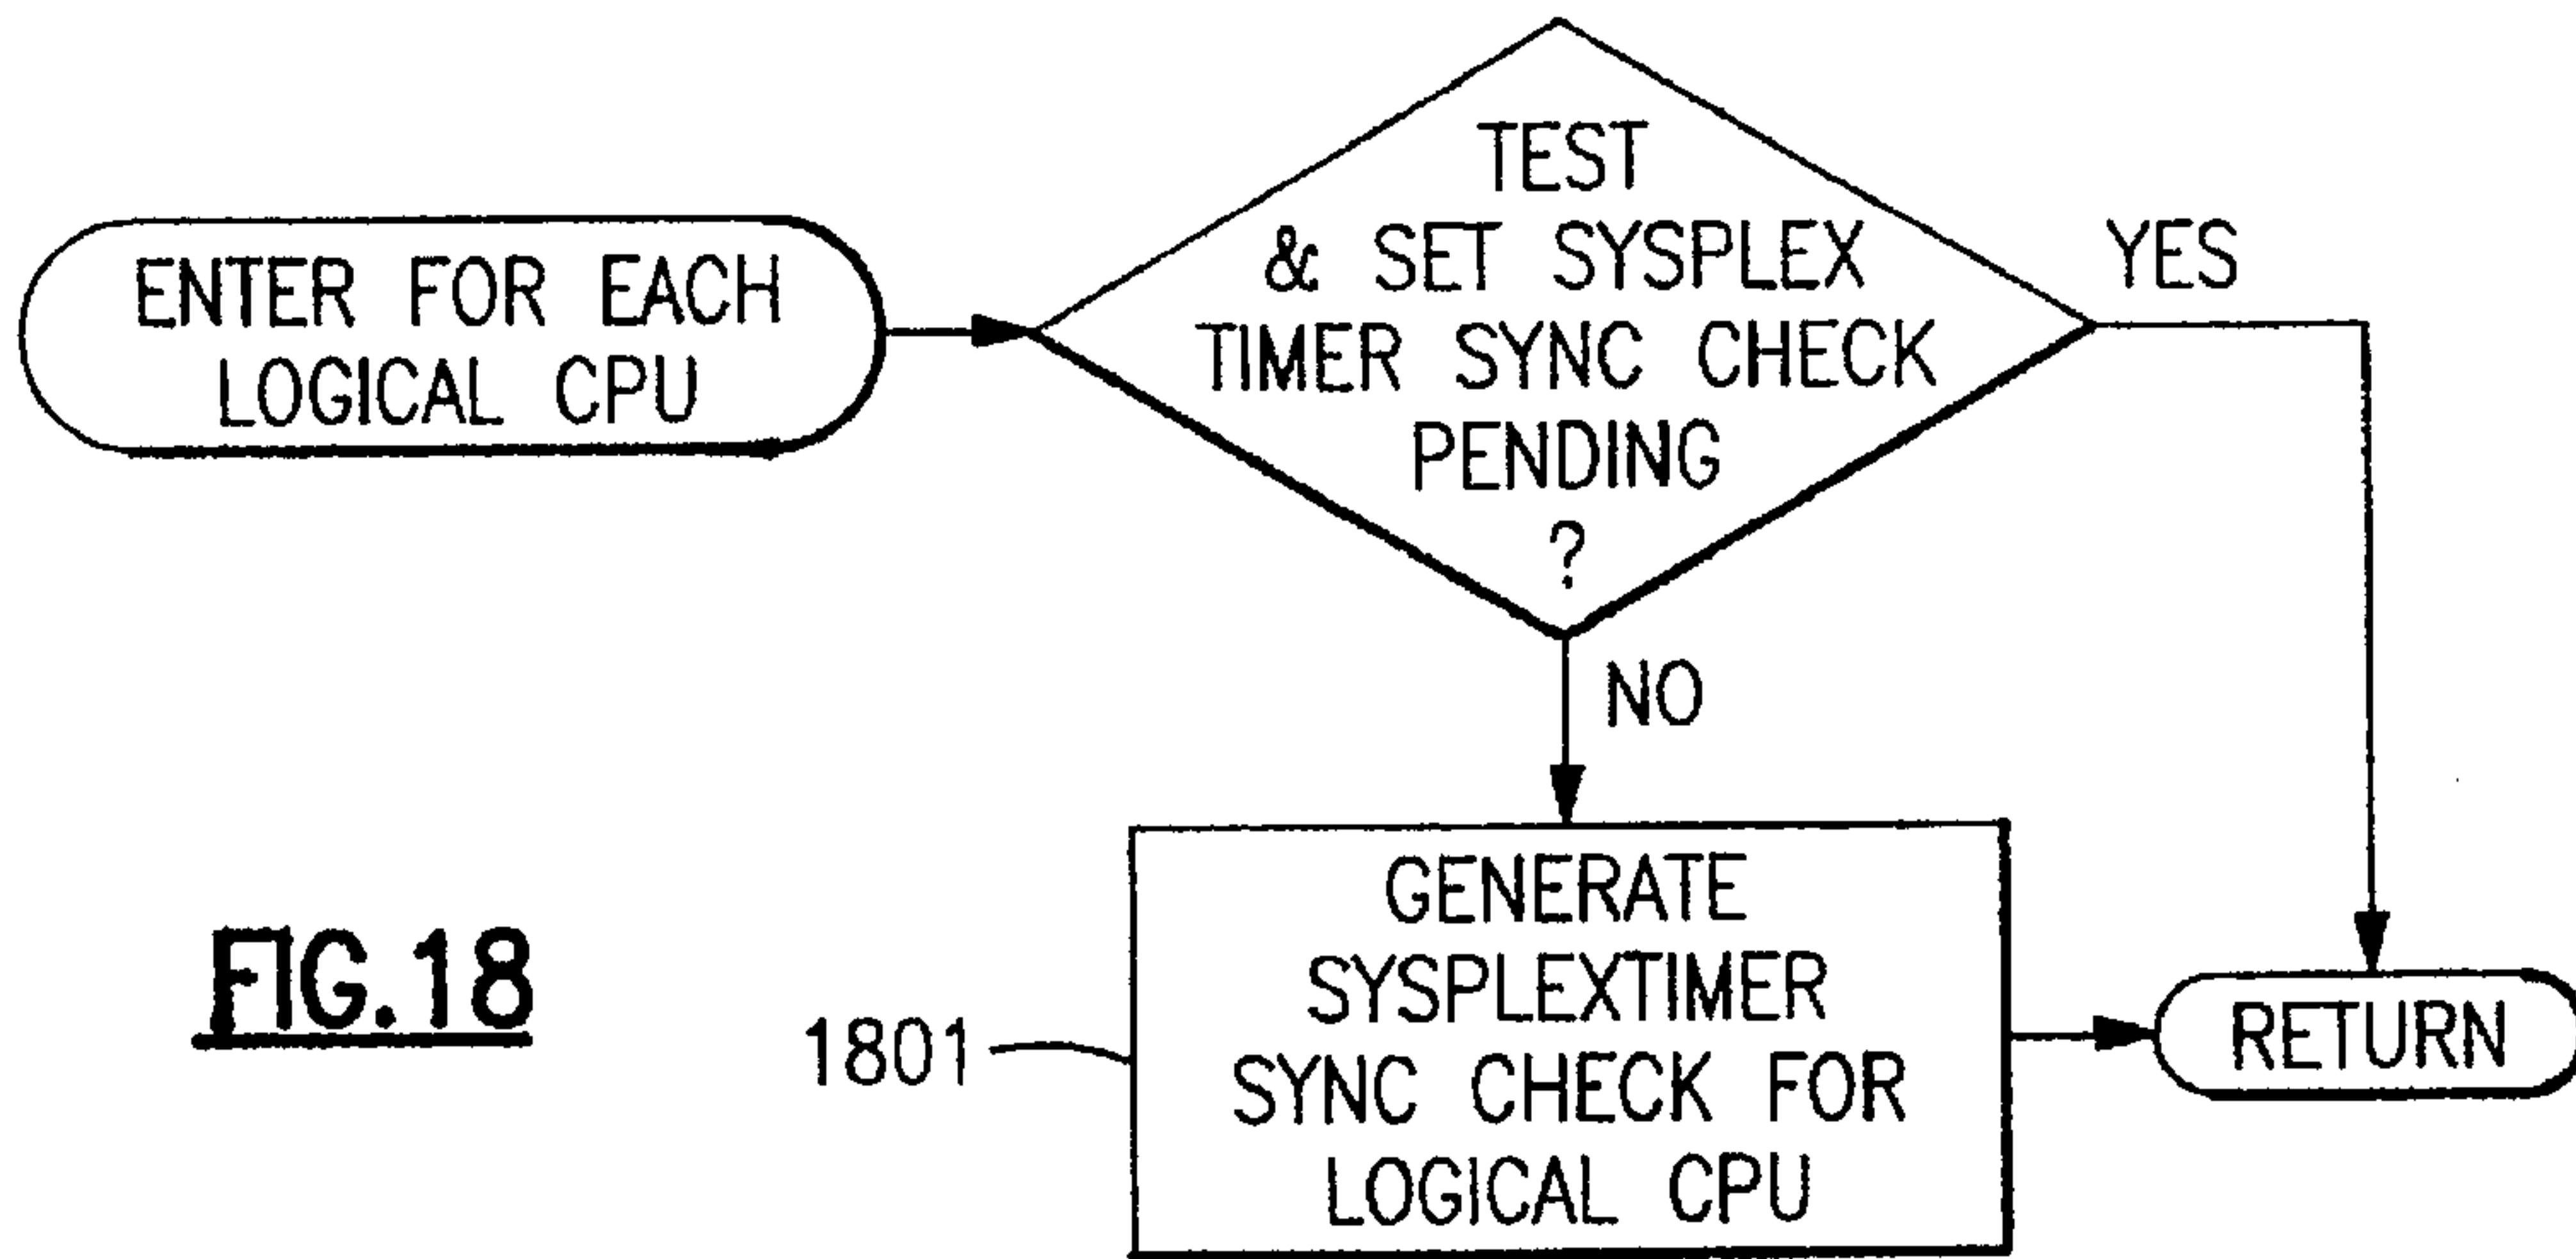 ENTER FOR EACH
LOGICAL CPU
TEST
& SET SYSPLEX
TIMER SYNC CHECK
PENDING
?
YES
NO
GENERATE
SYSPLEXTIMER
SYNC CHECK FOR
LOGICAL CPU
1801
RETURN
FIG.18